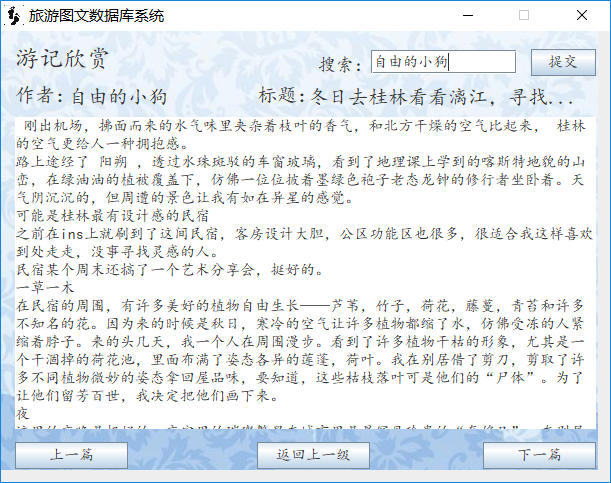 旅游图文数据库系统
游记欣赏
搜索： 自由的小狗 提交
作者：自由的小狗 标题：冬日去桂林看看漓江，寻找...
刚出机场，拂面而来的水气味里夹杂着枝叶的香气，和北方干燥的空气比起来， 桂林
的空气更给人一种拥抱感。
路上途经了 阳朔 ，透过水珠斑驳的车窗玻璃，看到了地理课上学到的喀斯特地貌的山
峦，在绿油油的植被覆盖下，仿佛一位位披着墨绿色袍子老态龙钟的修行者坐卧着。天
气阴沉沉的，但周遭的景色让我有如在异星的感觉。
可能是桂林最有设计感的民宿
之前在ins上就刷到了这间民宿，客房设计大胆，公区功能区也很多，很适合我这样喜欢
到处走走，没事寻找灵感的人。
民宿某个周末还搞了一个艺术分享会，挺好的。
一草一木
在民宿的周围，有许多美好的植物自由生长——芦苇，竹子，荷花，藤蔓，青苔和许多
不知名的花。因为来的时候是秋日，寒冷的空气让许多植物都缩了水，仿佛受冻的人紧
缩着脖子。来的头几天，我一个人在周围漫步。看到了许多植物干枯的形象，尤其是一
个干涸掉的荷花池，里面布满了姿态各异的莲蓬，荷叶。我在别居借了剪刀，剪取了许
多不同植物微妙的姿态拿回屋品味，要知道，这些枯枝落叶可是他们的“尸体”。为了
让他们留芳百世，我决定把他们画下来。
夜
上一篇 返回上一级 下一篇